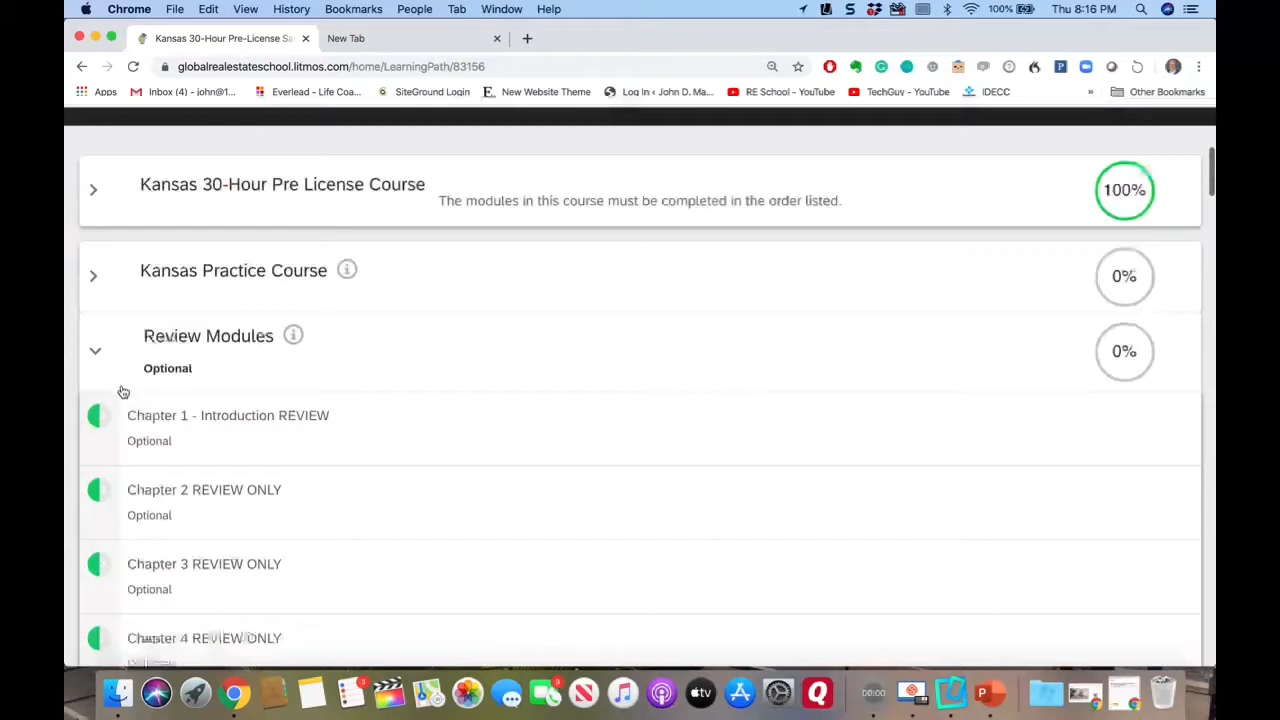 Chrome File Edit View History Bookmarks People Tab Window Help 100% Thu 8:16 PM
Kansas 30-Hour Pre-License Sa New Tab
globalrealestateschool.litmos.com/home/LearningPath/83156
Apps Inbox (4) - john@1... Everlead - Life Coa... SiteGround Login New Website Theme Log In ‹ John D. Ma... RE School - YouTube TechGuy - YouTube IDECC » Other Bookmarks
Kansas 30-Hour Pre License Course
The modules in this course must be completed in the order listed.
100%
Kansas Practice Course
0%
Review Modules
Optional
0%
Chapter 1 - Introduction REVIEW
Optional
Chapter 2 REVIEW ONLY
Optional
Chapter 3 REVIEW ONLY
Optional
Chapter 4 REVIEW ONLY
3 3 N tv 00:00 P